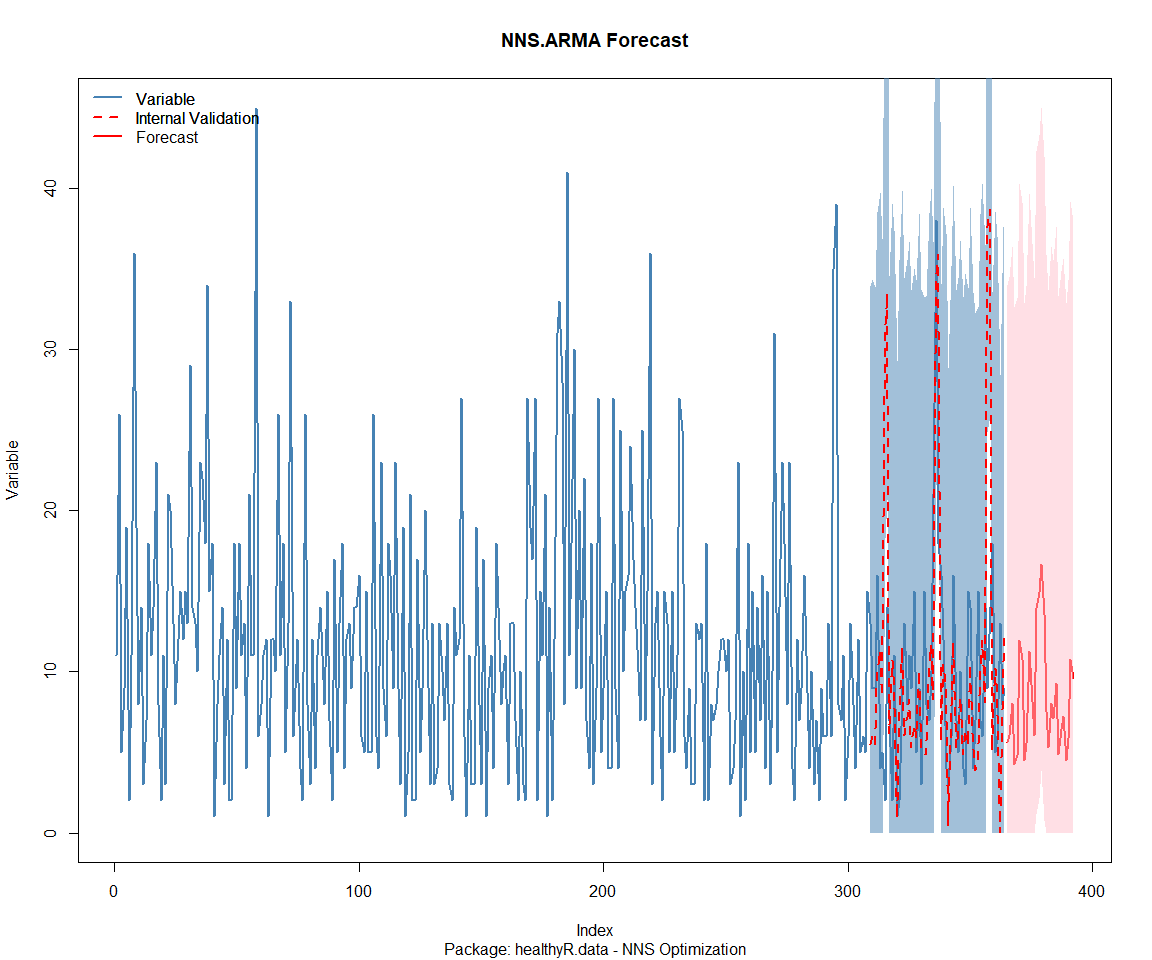 NNS.ARMA Forecast
Variable
Internal Validation
Forecast
Variable
40
30
20
10
0
0
100
200
300
400
Index
Package: healthyR.data - NNS Optimization